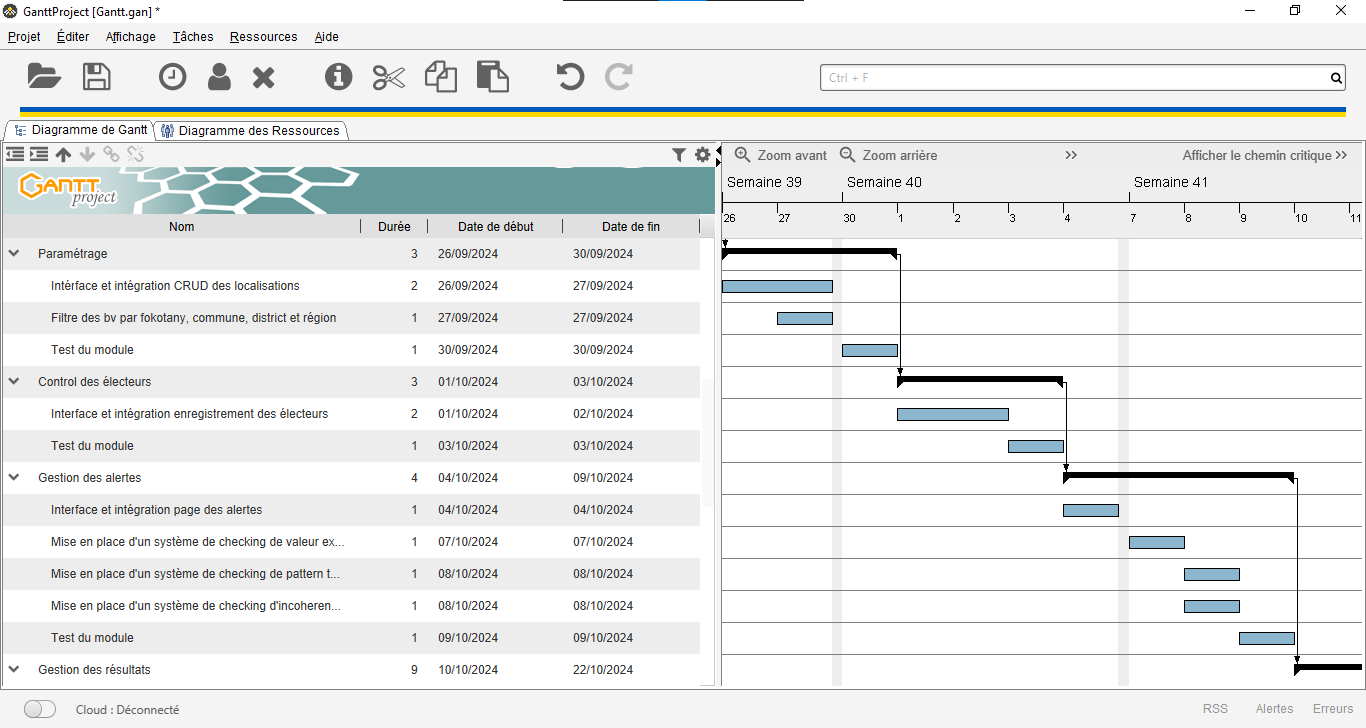 GanttProject [Gantt.gan] *
Projet Éditer Affichage Tâches Ressources Aide
Ctrl + F
Diagramme de Gantt Diagramme des Ressources
Zoom avant Zoom arrière >> Afficher le chemin critique >>
GANTT project
Semaine 39 Semaine 40 Semaine 41
26 27 30 1 2 3 4 7 8 9 10 11
Nom Durée Date de début Date de fin
Paramétrage 3 26/09/2024 30/09/2024
Intérface et intégration CRUD des localisations 2 26/09/2024 27/09/2024
Filtre des bv par fokotany, commune, district et région 1 27/09/2024 27/09/2024
Test du module 1 30/09/2024 30/09/2024
Control des électeurs 3 01/10/2024 03/10/2024
Interface et intégration enregistrement des électeurs 2 01/10/2024 02/10/2024
Test du module 1 03/10/2024 03/10/2024
Gestion des alertes 4 04/10/2024 09/10/2024
Interface et intégration page des alertes 1 04/10/2024 04/10/2024
Mise en place d'un système de checking de valeur ex... 1 07/10/2024 07/10/2024
Mise en place d'un système de checking de pattern t... 1 08/10/2024 08/10/2024
Mise en place d'un système de checking d'incoheren... 1 08/10/2024 08/10/2024
Test du module 1 09/10/2024 09/10/2024
Gestion des résultats 9 10/10/2024 22/10/2024
Cloud : Déconnecté RSS Alertes Erreurs